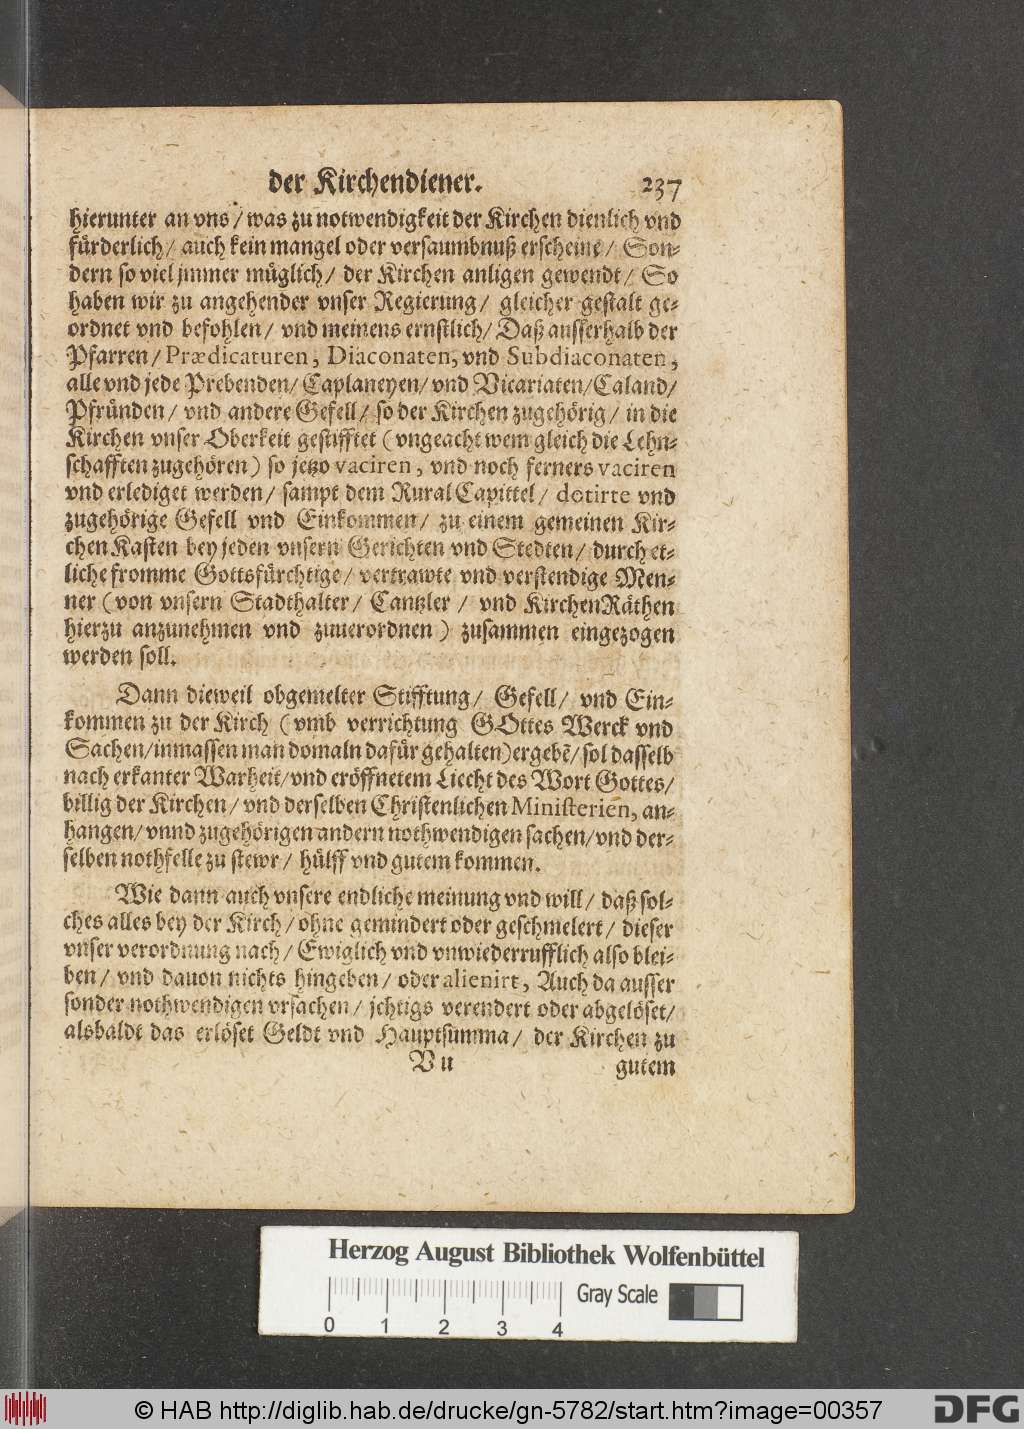 der Kirchendiener. 237
hierunter an vns / was zu notwendigkeit der Kirchen dienlich vnd
fürderlich / auch kein mangel oder versaumbnuß erscheine / Son-
dern so viel jmmer müglich / der Kirchen anligen gewendt / So
haben wir zu angehender vnser Regierung / gleicher gestalt ge-
ordnet vnd befohlen / vnd meinens ernstlich / Daß ausserhalb der
Pfarren / Prædicaturen, Diaconaten, vnd Subdiaconaten,
alle vnd jede Prebenden / Caplaneyen / vnd Vicariaten / Caland /
Pfründen / vnd andere Gefell / so der Kirchen zugehörig / in die
Kirchen vnser Oberkeit gestifftet (vngeacht wem gleich die Lehn-
schafften zugehören) so jetzo vaciren, vnd noch ferners vaciren
vnd erlediget werden / sampt dem Rural Capittel / dotirte vnd
zugehörige Gefell vnd Einkommen / zu einem gemeinen Kir-
chen Kasten bey jeden vnsern Gerichten vnd Stedten / durch et-
liche fromme Gottsfürchtige / vertrawte vnd verstendige Men-
ner (von vnsern Stadthalter / Cantzler / vnd KirchenRäthen
hierzu anzunehmen vnd zuuerordnen) zusammen eingezogen
werden soll.
Dann dieweil obgemelter Stifftung / Gefell / vnd Ein-
kommen zu der Kirch (vmb verrichtung GOttes Werck vnd
Sachen / inmassen man domaln dafür gehalten) ergebē / sol dasselb
nach erkanter Warheit / vnd eröffnetem Liecht des Wort Gottes /
billig der Kirchen / vnd derselben Christenlichen Ministerien, an-
hangen / vnnd zugehörigen andern nothwendigen sachen / vnd der-
selben nothfelle zu stewr / hülff vnd gutem kommen.
Wie dann auch vnsere endliche meinung vnd will / daß sol-
ches alles bey der Kirch / ohne gemindert oder geschmelert / dieser
vnser verordnung nach / Ewiglich vnd vnwiederrufflich also blei-
ben / vnd dauon nichts hingeben / oder alienirt, Auch da ausser
sonder nothwendigen vrsachen / jchtigs verendert oder abgelöset /
alsbaldt das erlöset Geldt vnd Hauptsumma / der Kirchen zu
Vu gutem
Herzog August Bibliothek Wolfenbüttel
Gray Scale
0 1 2 3 4
© HAB http://diglib.hab.de/drucke/gn-5782/start.htm?image=00357
DFG